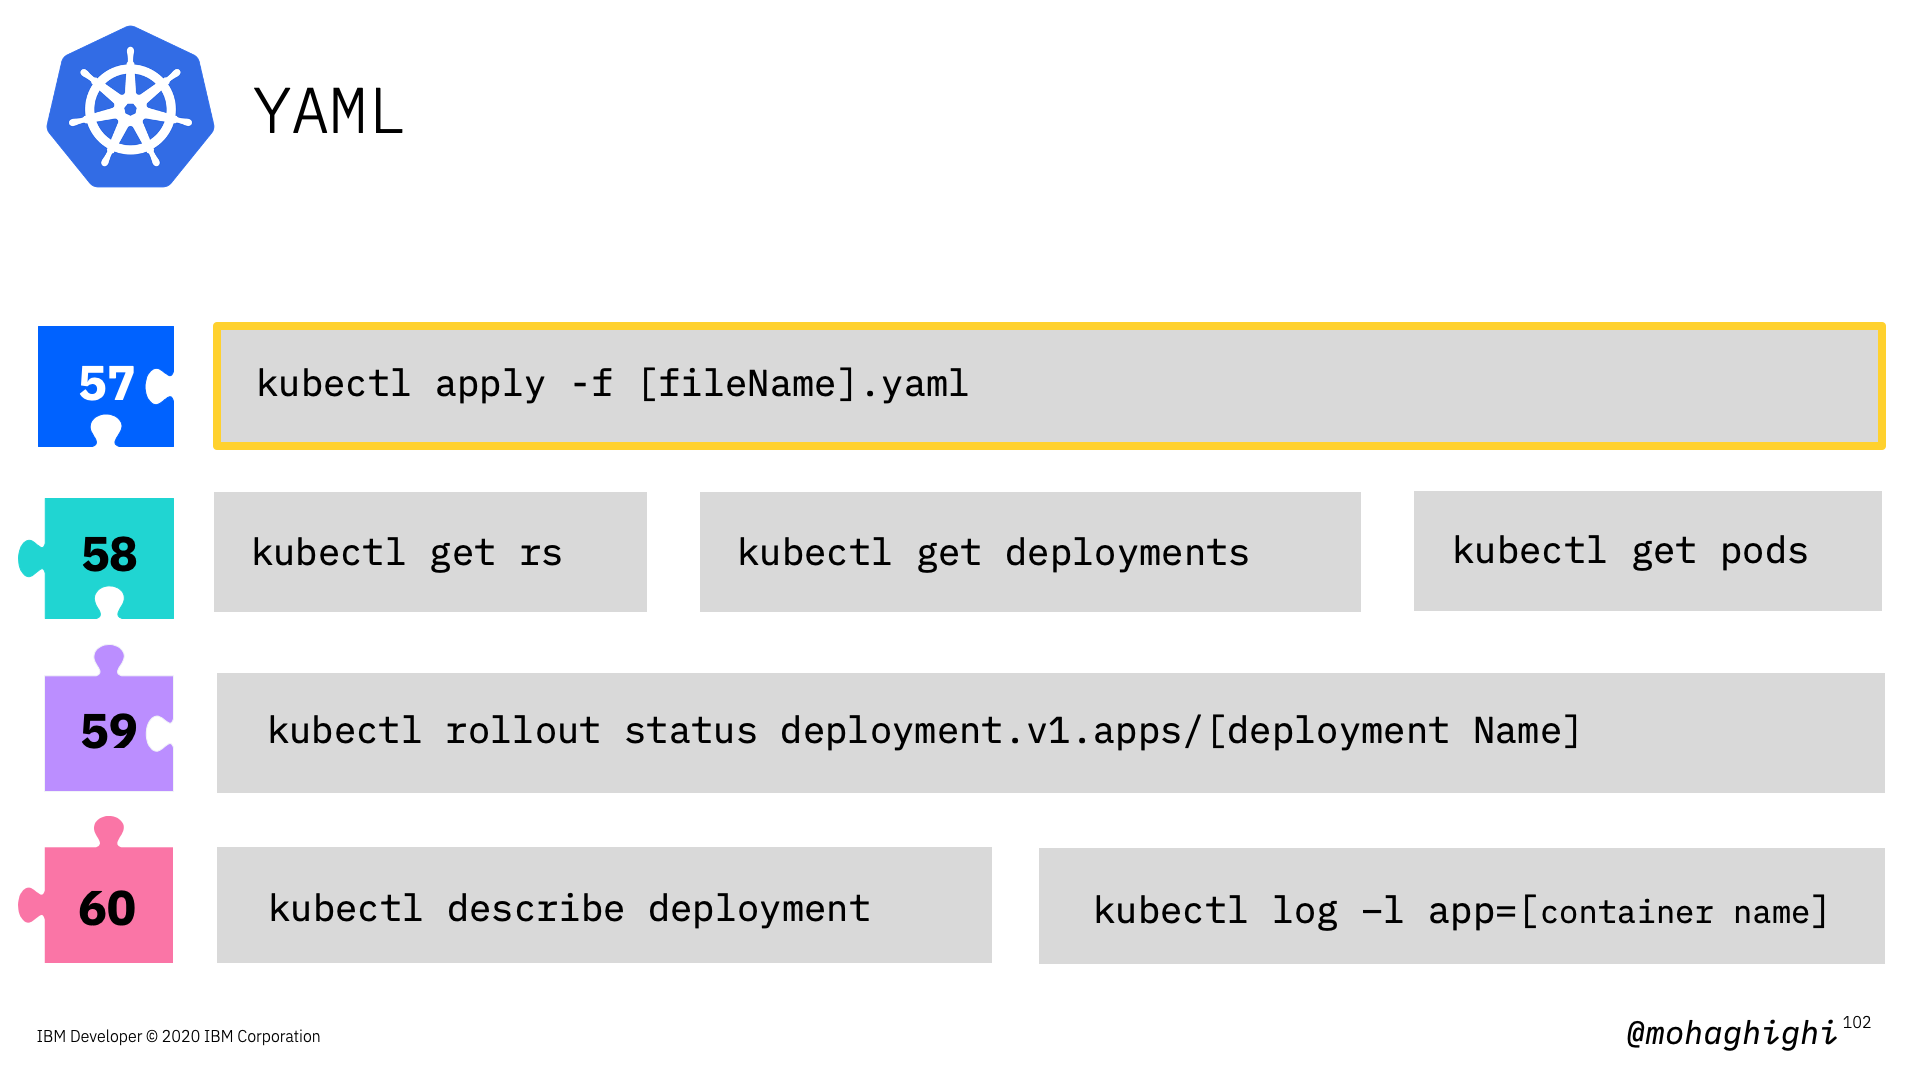 YAML
57
kubectl apply -f [fileName].yaml
58
kubectl get rs
kubectl get deployments
kubectl get pods
59
kubectl rollout status deployment.v1.apps/[deployment Name]
60
kubectl describe deployment
kubectl log –l app=[container name]
IBM Developer © 2020 IBM Corporation
@mohaghighi
102